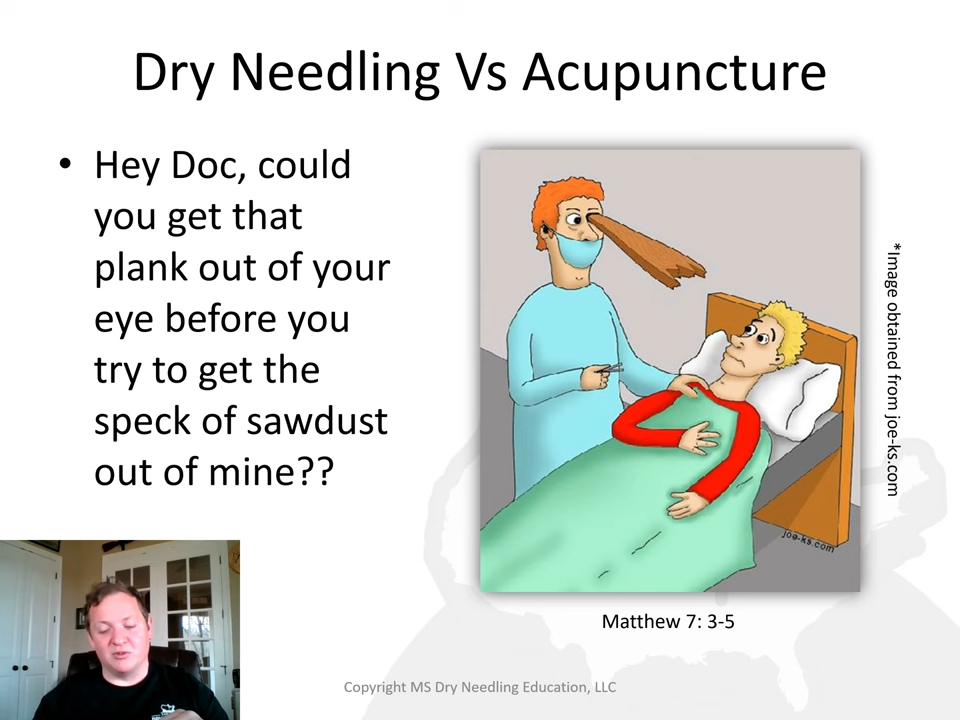 Dry Needling Vs Acupuncture
• Hey Doc, could
you get that
plank out of your
eye before you
try to get the
speck of sawdust
out of mine??
joe-ks.com
*Image obtained from joe-ks.com
Matthew 7: 3-5
Copyright MS Dry Needling Education, LLC